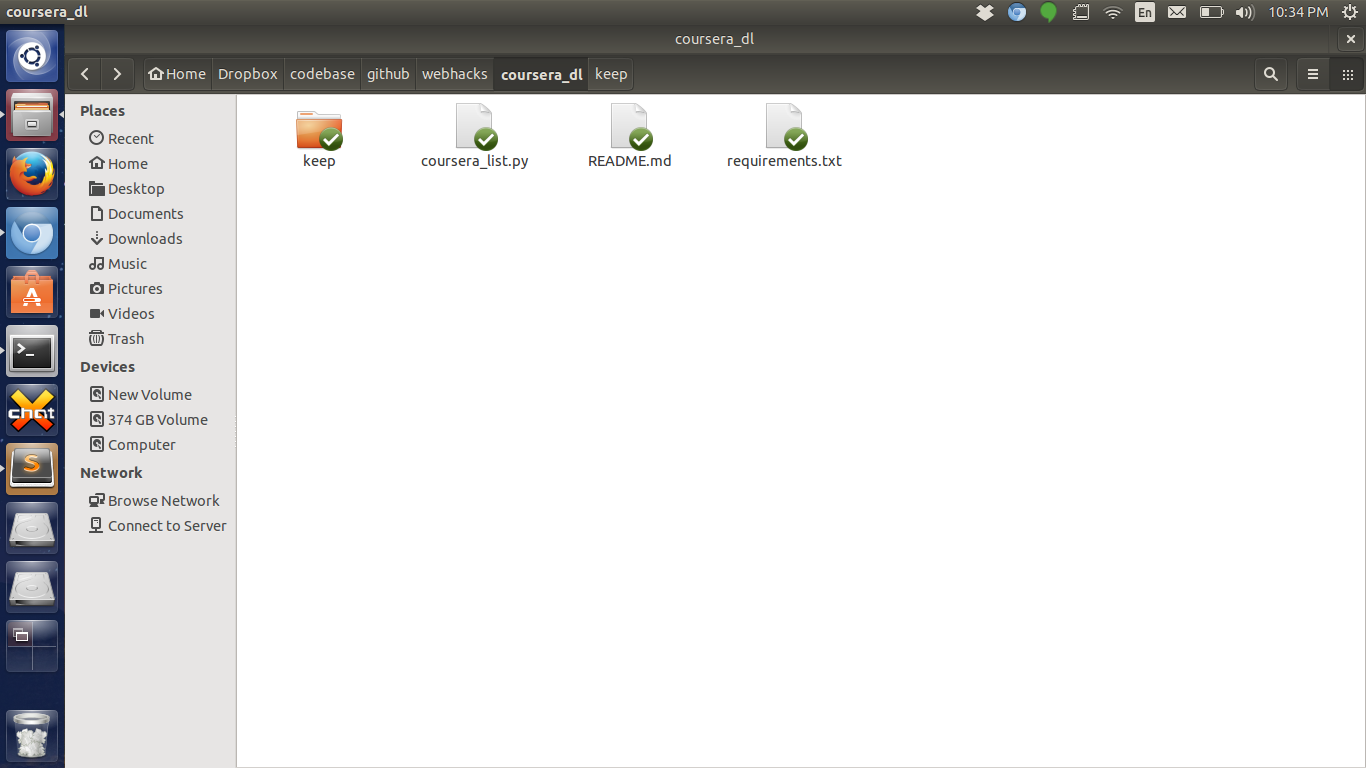 coursera_dl
En
10:34 PM
coursera_dl
Home Dropbox codebase github webhacks coursera_dl keep
Places
Recent
Home
Desktop
Documents
Downloads
Music
Pictures
Videos
Trash
Devices
New Volume
374 GB Volume
Computer
Network
Browse Network
Connect to Server
keep
coursera_list.py
README.md
requirements.txt
A
>_
chat
S